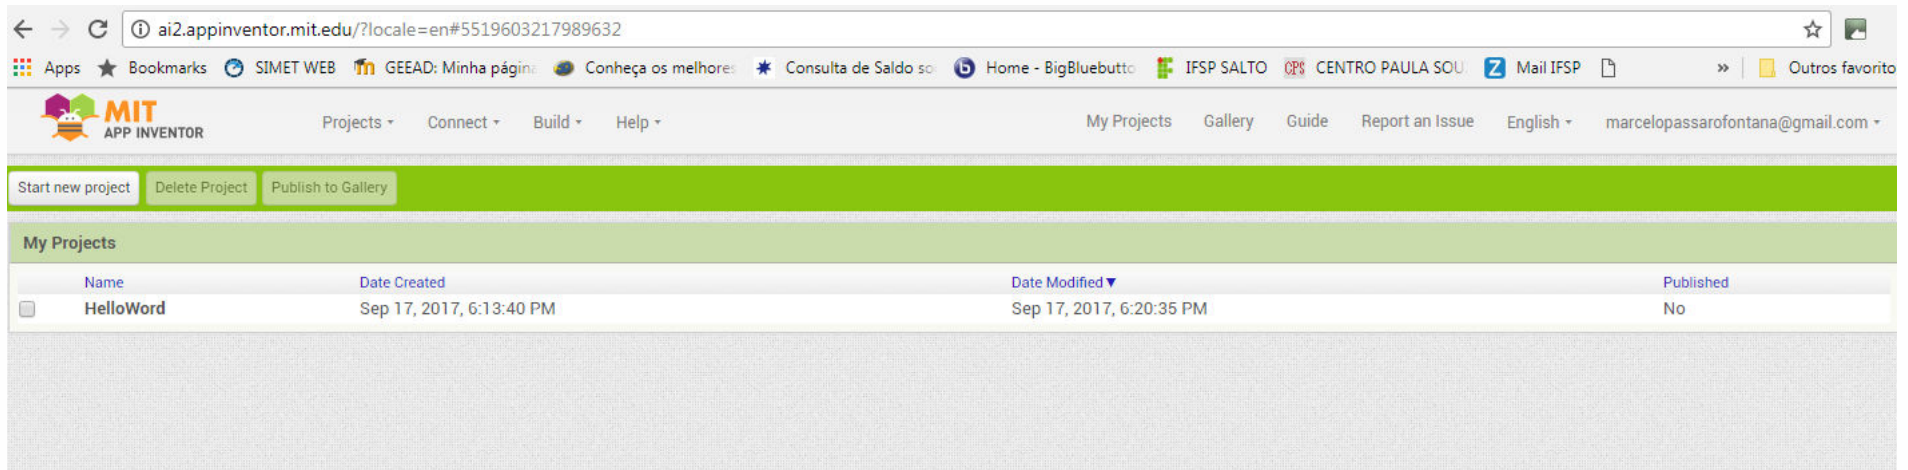 ai2.appinventor.mit.edu/?locale=en#5519603217989632
Apps Bookmarks SIMET WEB GEEAD: Minha págin Conheça os melhores Consulta de Saldo so Home - BigBluebutto IFSP SALTO CPS CENTRO PAULA SOU Mail IFSP » Outros favorito
MIT
APP INVENTOR
Projects Connect Build Help My Projects Gallery Guide Report an Issue English marcelopassarofontana@gmail.com
Start new project Delete Project Publish to Gallery
My Projects
Name Date Created Date Modified Published
HelloWord Sep 17, 2017, 6:13:40 PM Sep 17, 2017, 6:20:35 PM No